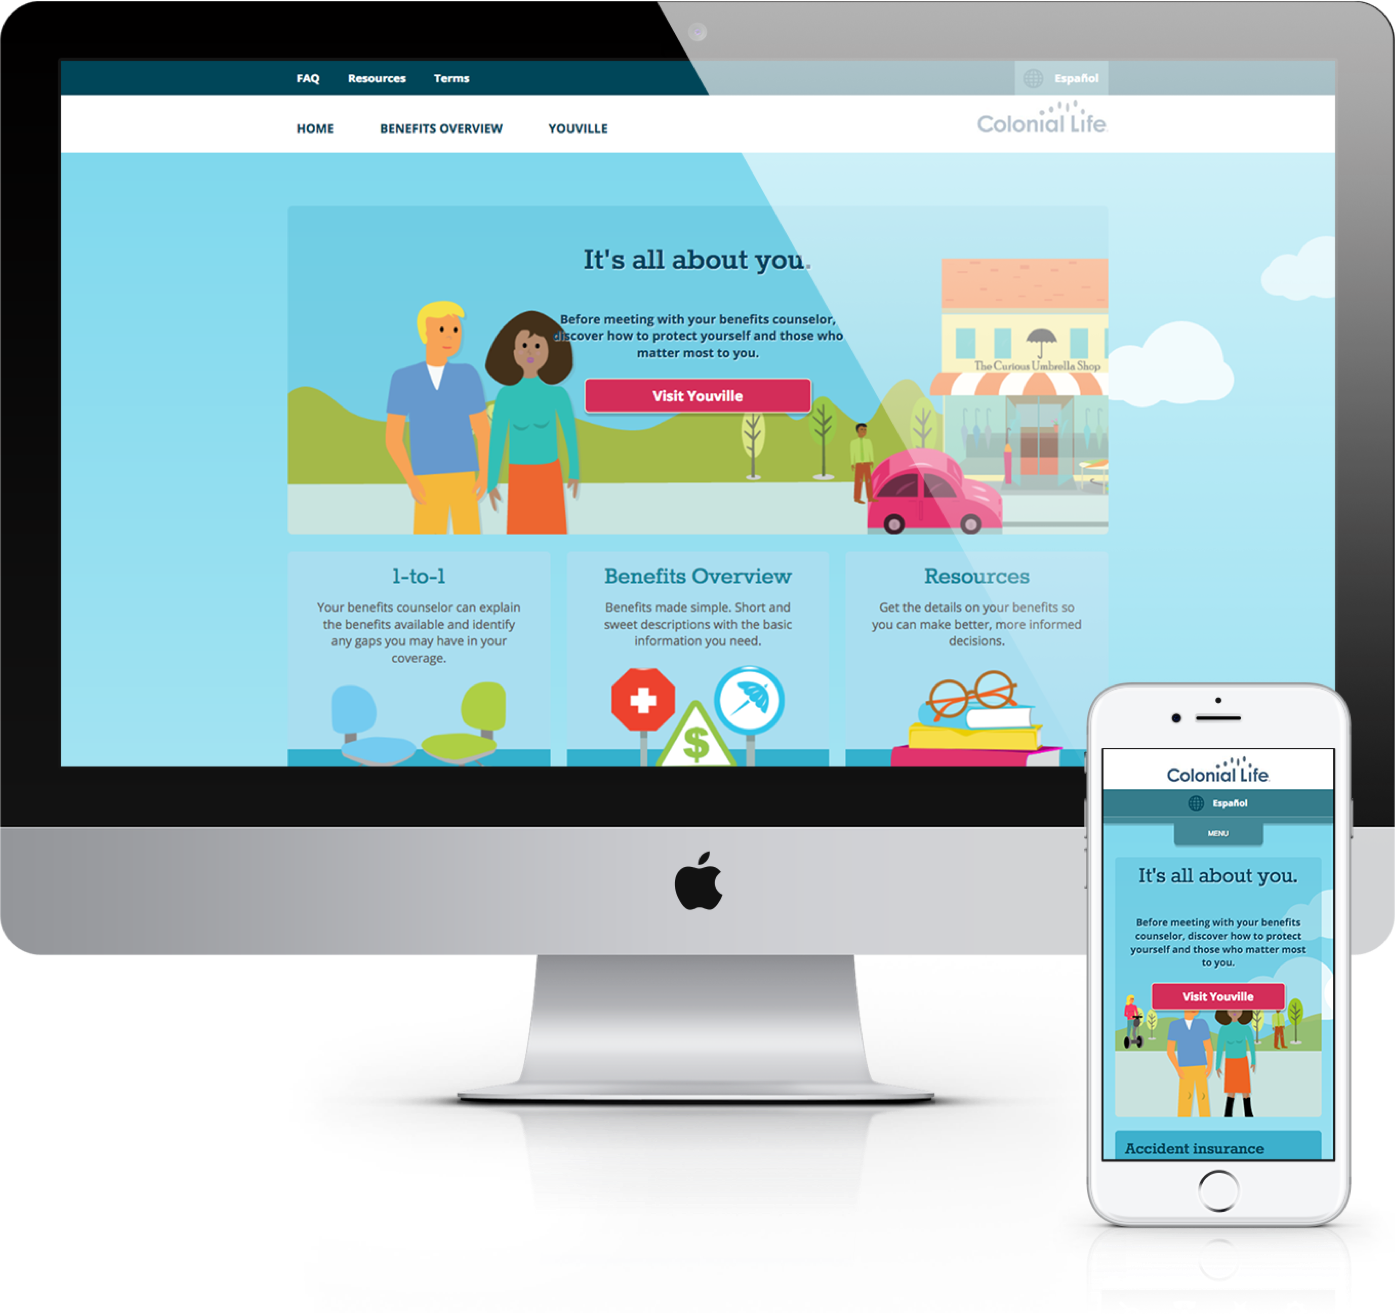 FAQ Resources Terms Español
HOME BENEFITS OVERVIEW YOUVILLE Colonial Life
It's all about you.
Before meeting with your benefits counselor,
discover how to protect yourself and those who
matter most to you.
Visit Youville
The Curious Umbrella Shop
1-to-1
Your benefits counselor can explain
the benefits available and identify
any gaps you may have in your
coverage.
Benefits Overview
Benefits made simple. Short and
sweet descriptions with the basic
information you need.
$
Resources
Get the details on your benefits so
you can make better, more informed
decisions.
Colonial Life
Español
MENU
It's all about you.
Before meeting with your benefits
counselor, discover how to protect
yourself and those who matter most
to you.
Visit Youville
Accident insurance